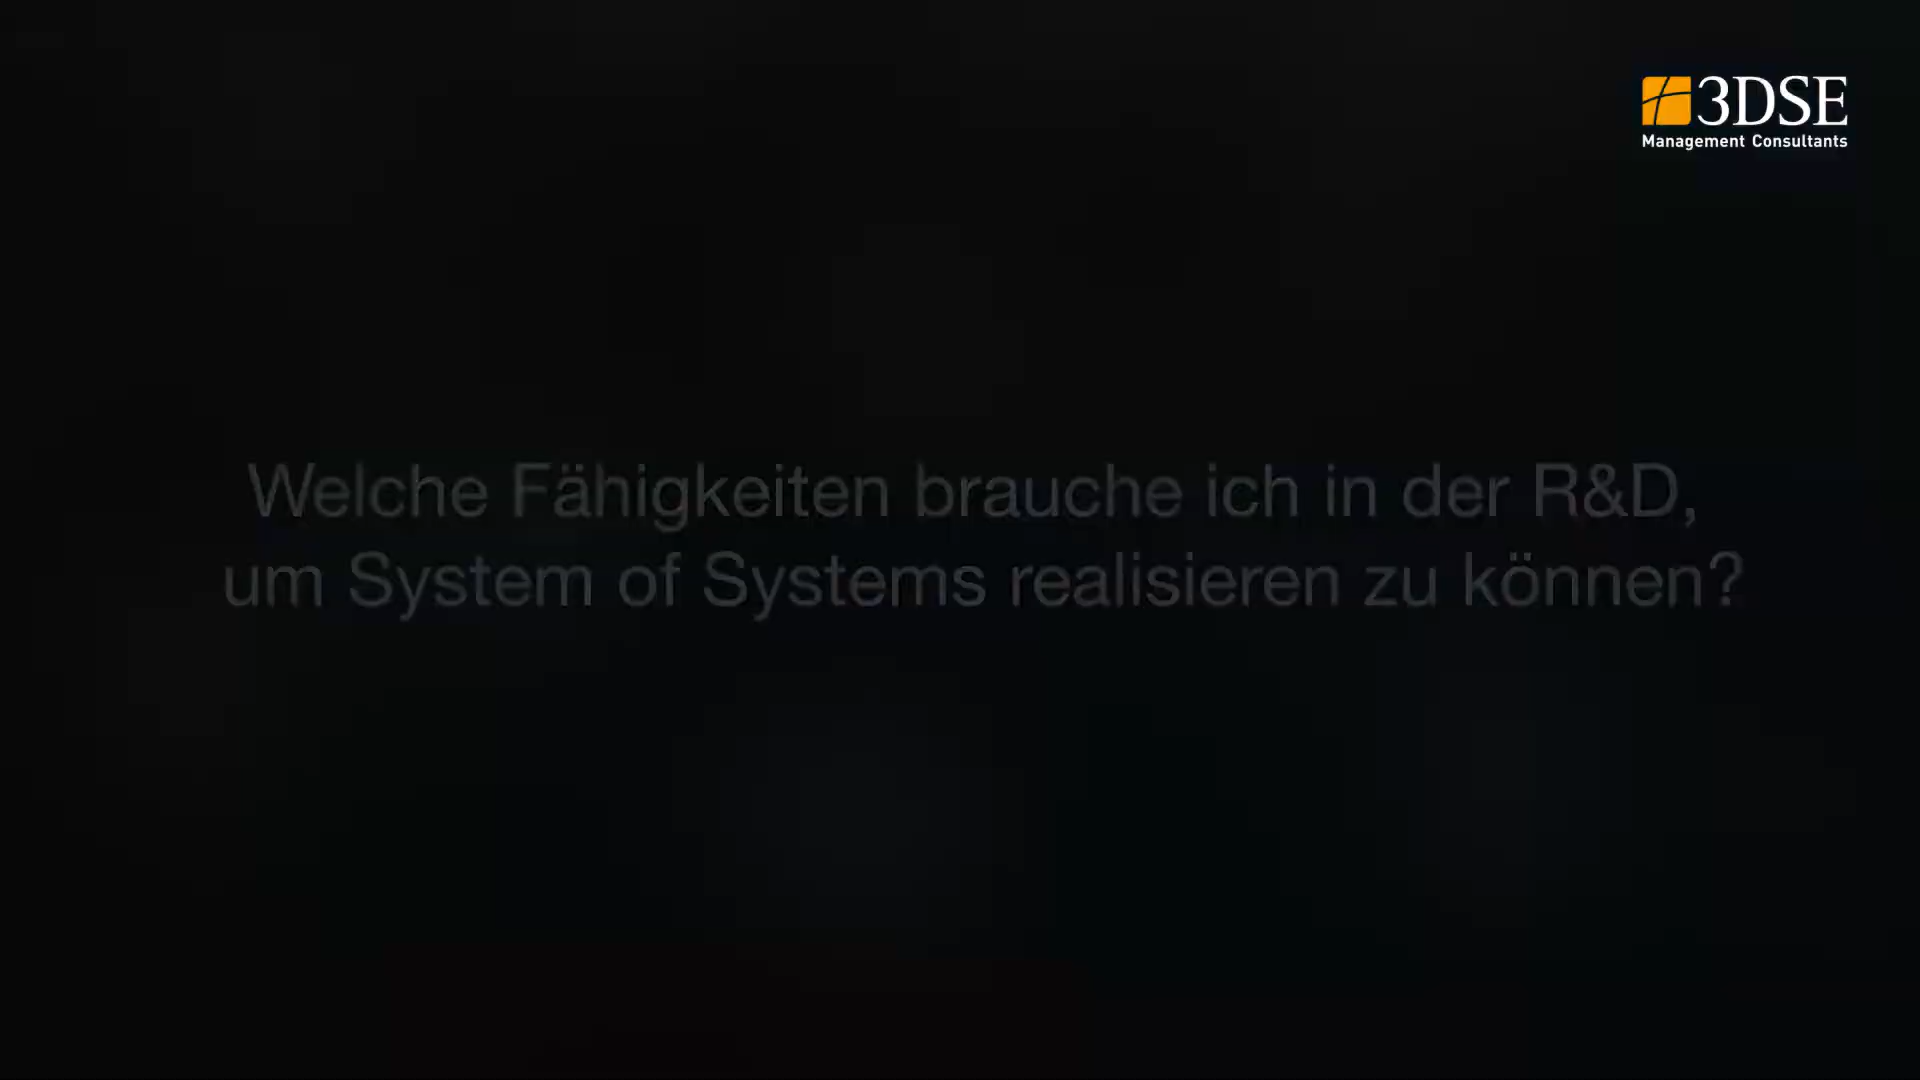 3DSE
Management Consultants
Welche Fähigkeiten brauche ich in der R&D,
um System of Systems realisieren zu können?